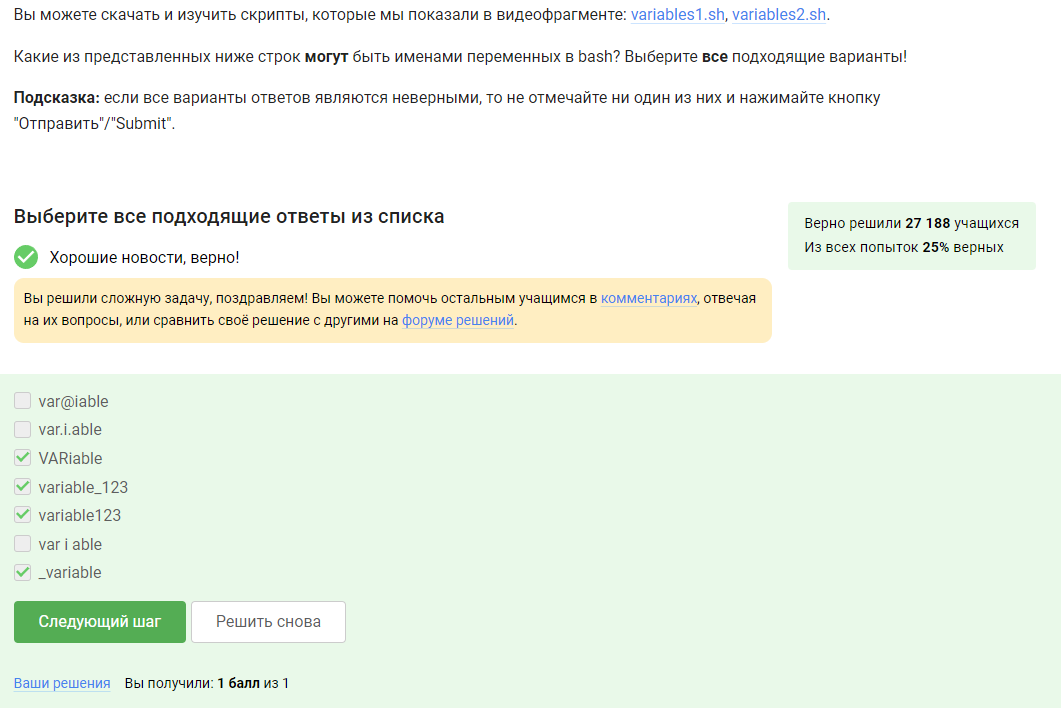 Вы можете скачать и изучить скрипты, которые мы показали в видеофрагменте: variables1.sh, variables2.sh.
Какие из представленных ниже строк могут быть именами переменных в bash? Выберите все подходящие варианты!
Подсказка: если все варианты ответов являются неверными, то не отмечайте ни один из них и нажимайте кнопку
"Отправить"/"Submit".
Выберите все подходящие ответы из списка
Верно решили 27 188 учащихся
Из всех попыток 25% верных
Хорошие новости, верно!
Вы решили сложную задачу, поздравляем! Вы можете помочь остальным учащимся в комментариях, отвечая
на их вопросы, или сравнить своё решение с другими на форуме решений.
var@iable
var.i.able
VARiable
variable_123
variable123
var i able
_variable
Следующий шаг
Решить снова
Ваши решения Вы получили: 1 балл из 1